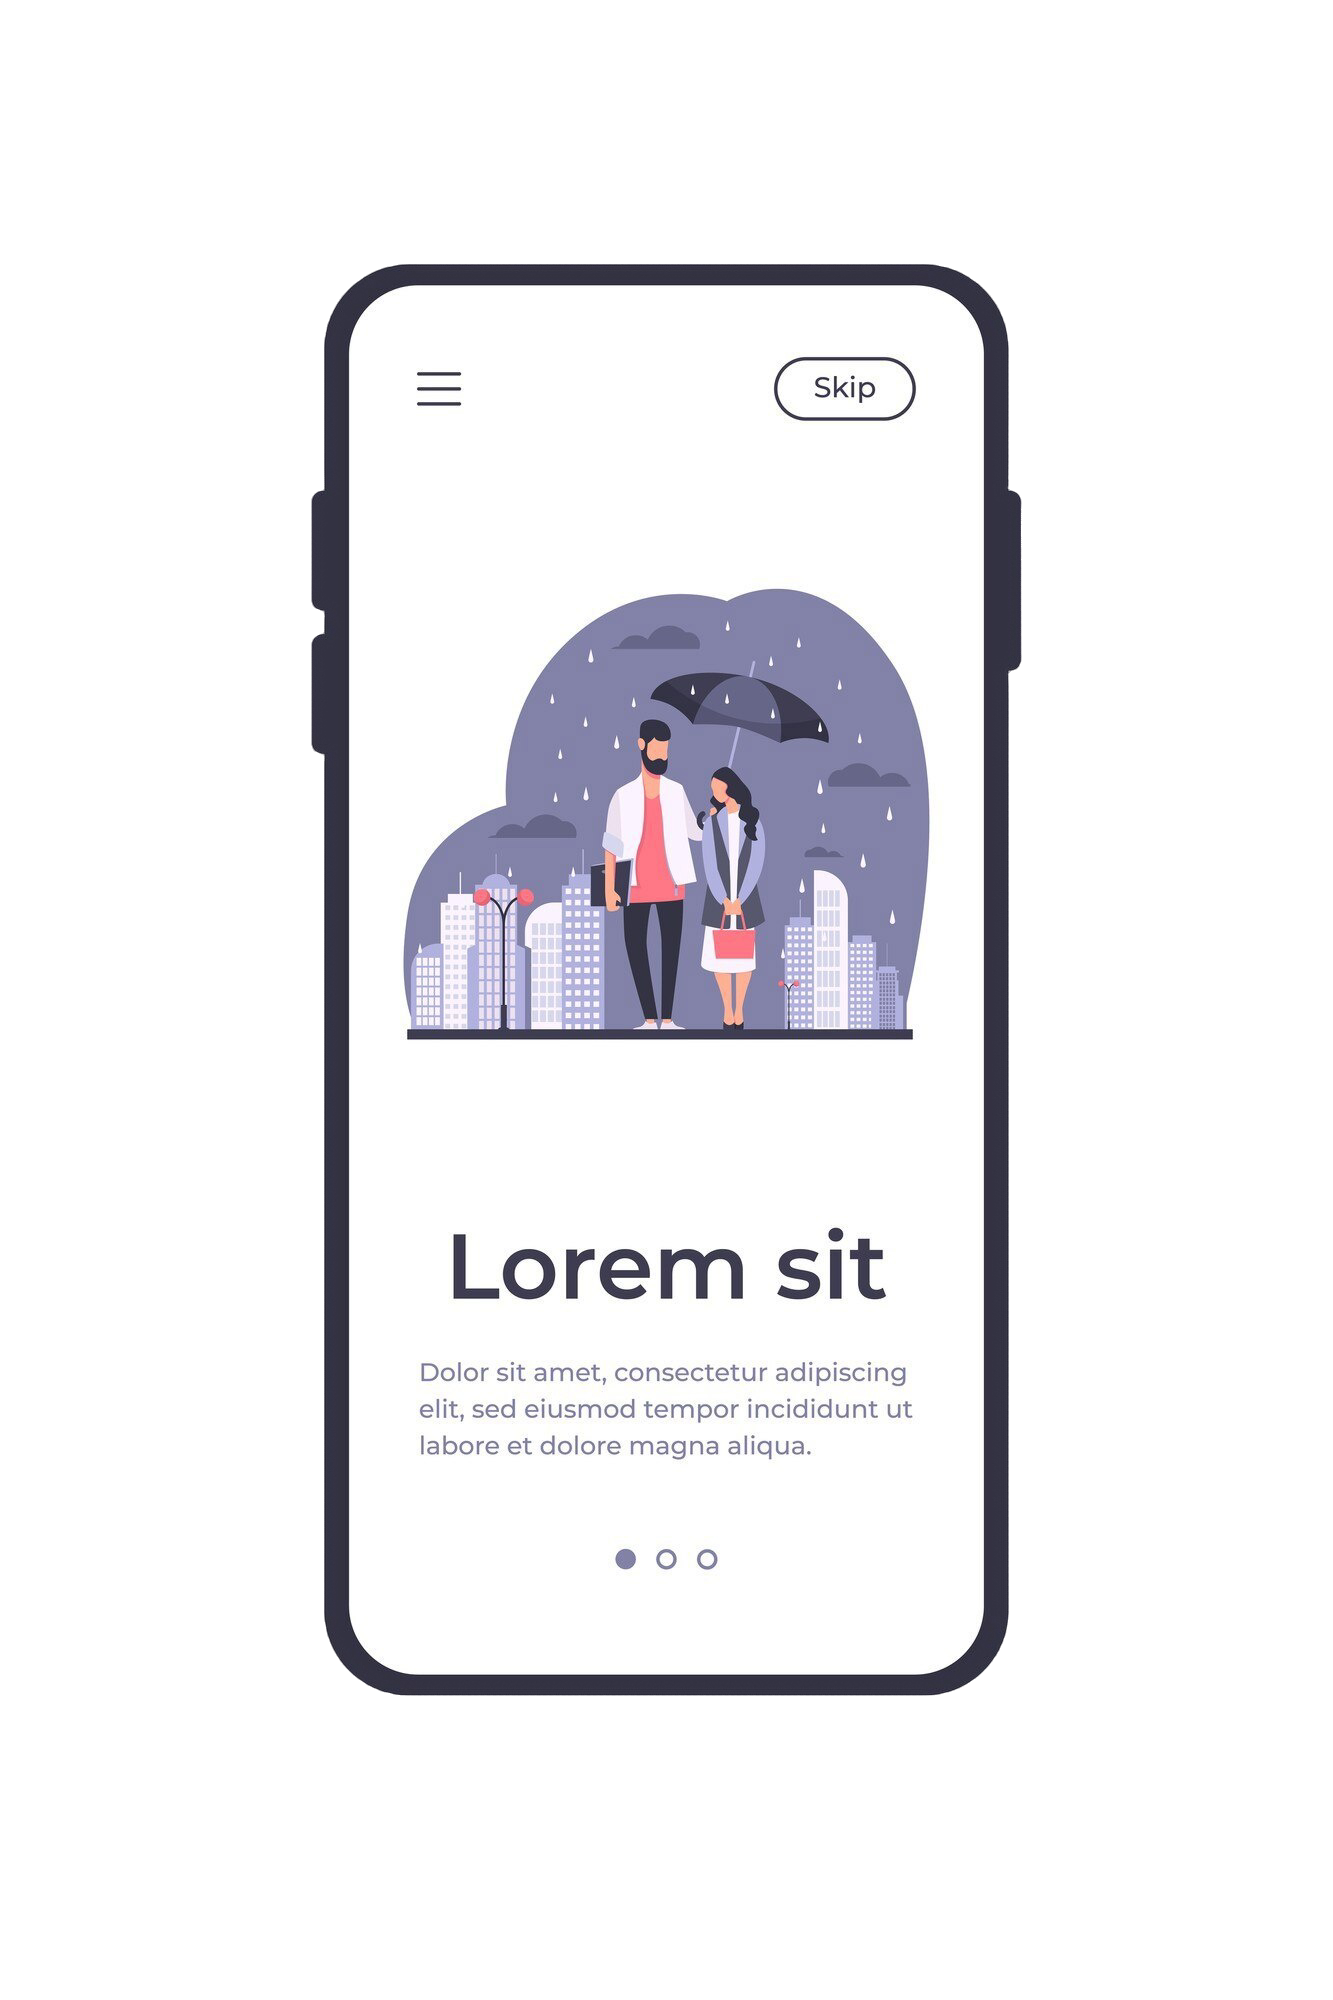 Skip
Lorem sit
Dolor sit amet, consectetur adipiscing
elit, sed eiusmod tempor incididunt ut
labore et dolore magna aliqua.